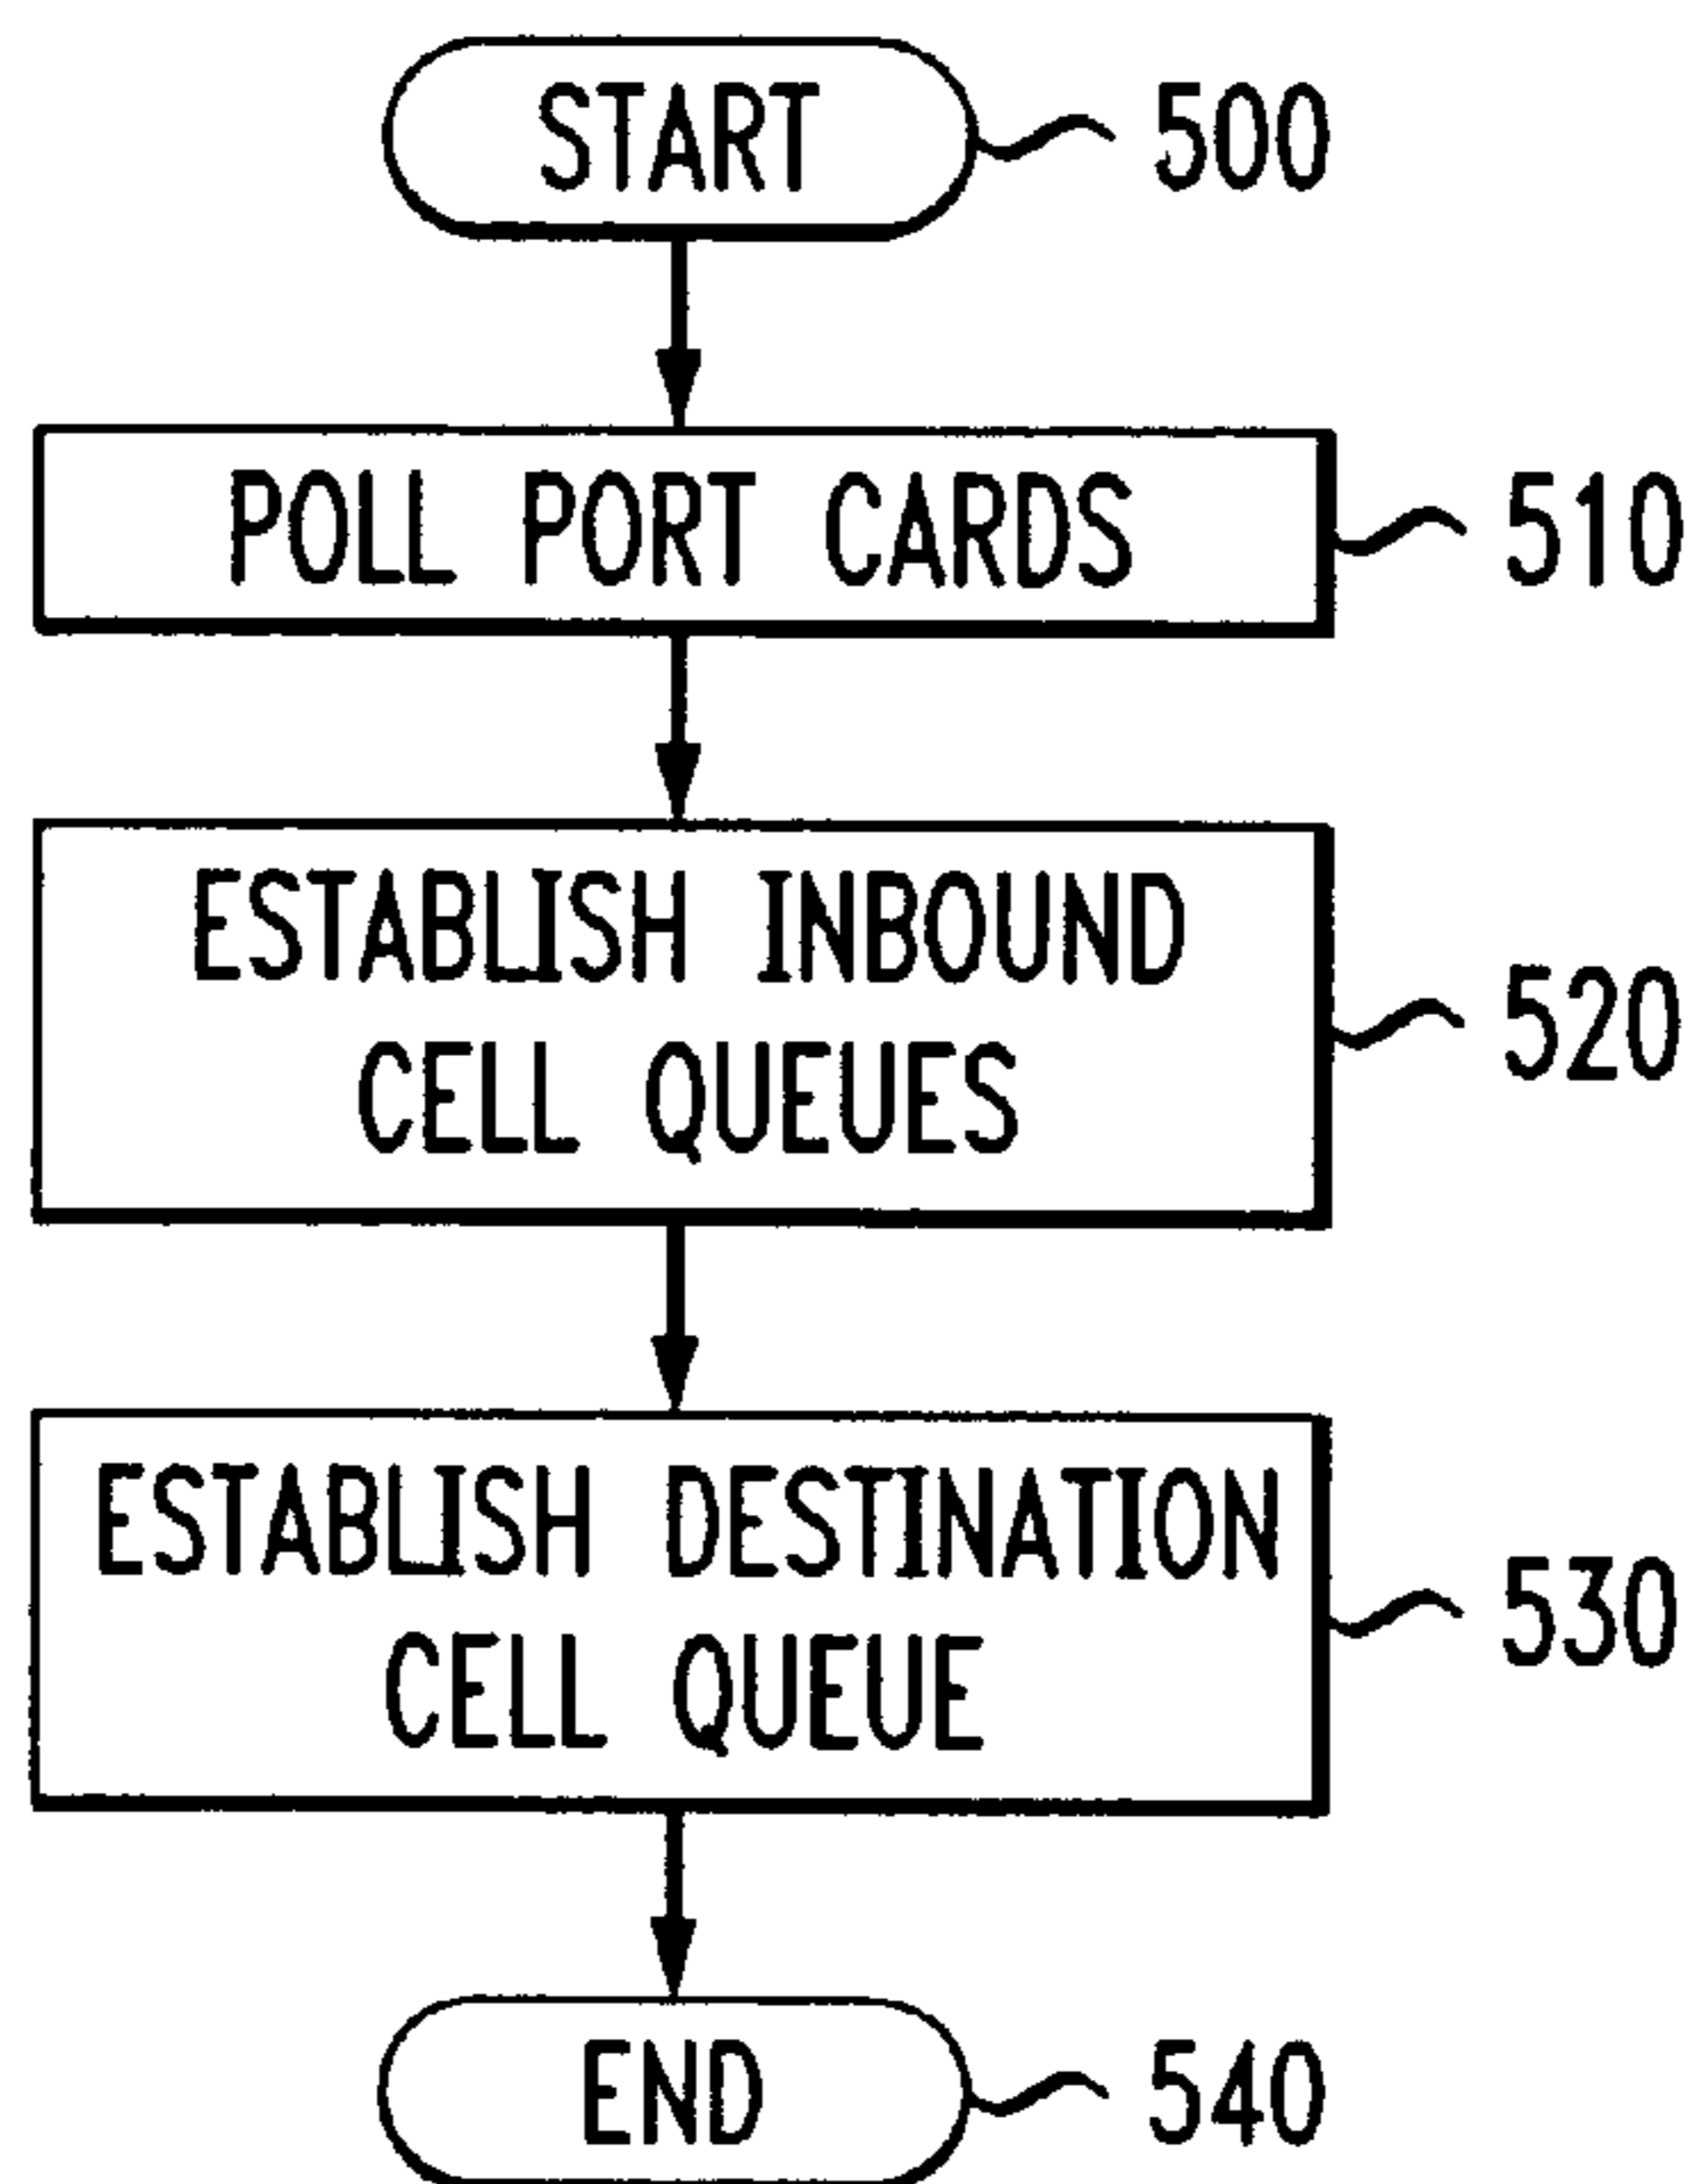 START 500
POLL PORT CARDS 510
ESTABLISH INBOUND
CELL QUEUES
520
ESTABLISH DESTINATION
CELL QUEUE
530
END 540